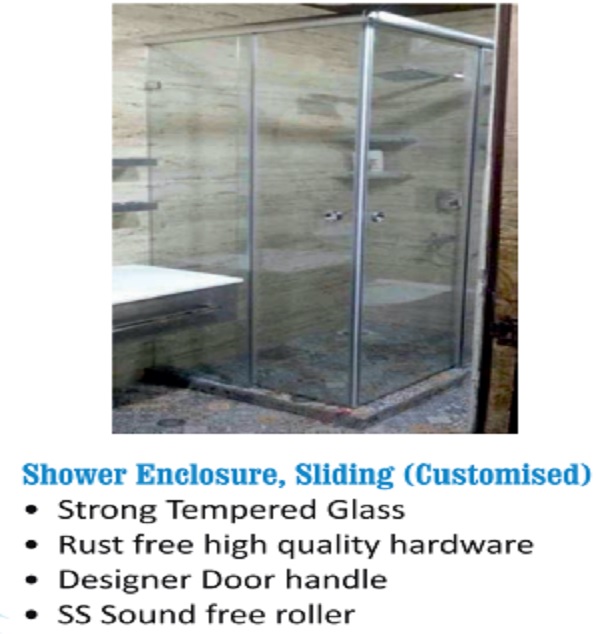 Shower Enclosure, Sliding (Customised)
• Strong Tempered Glass
• Rust free high quality hardware
• Designer Door handle
• SS Sound free roller